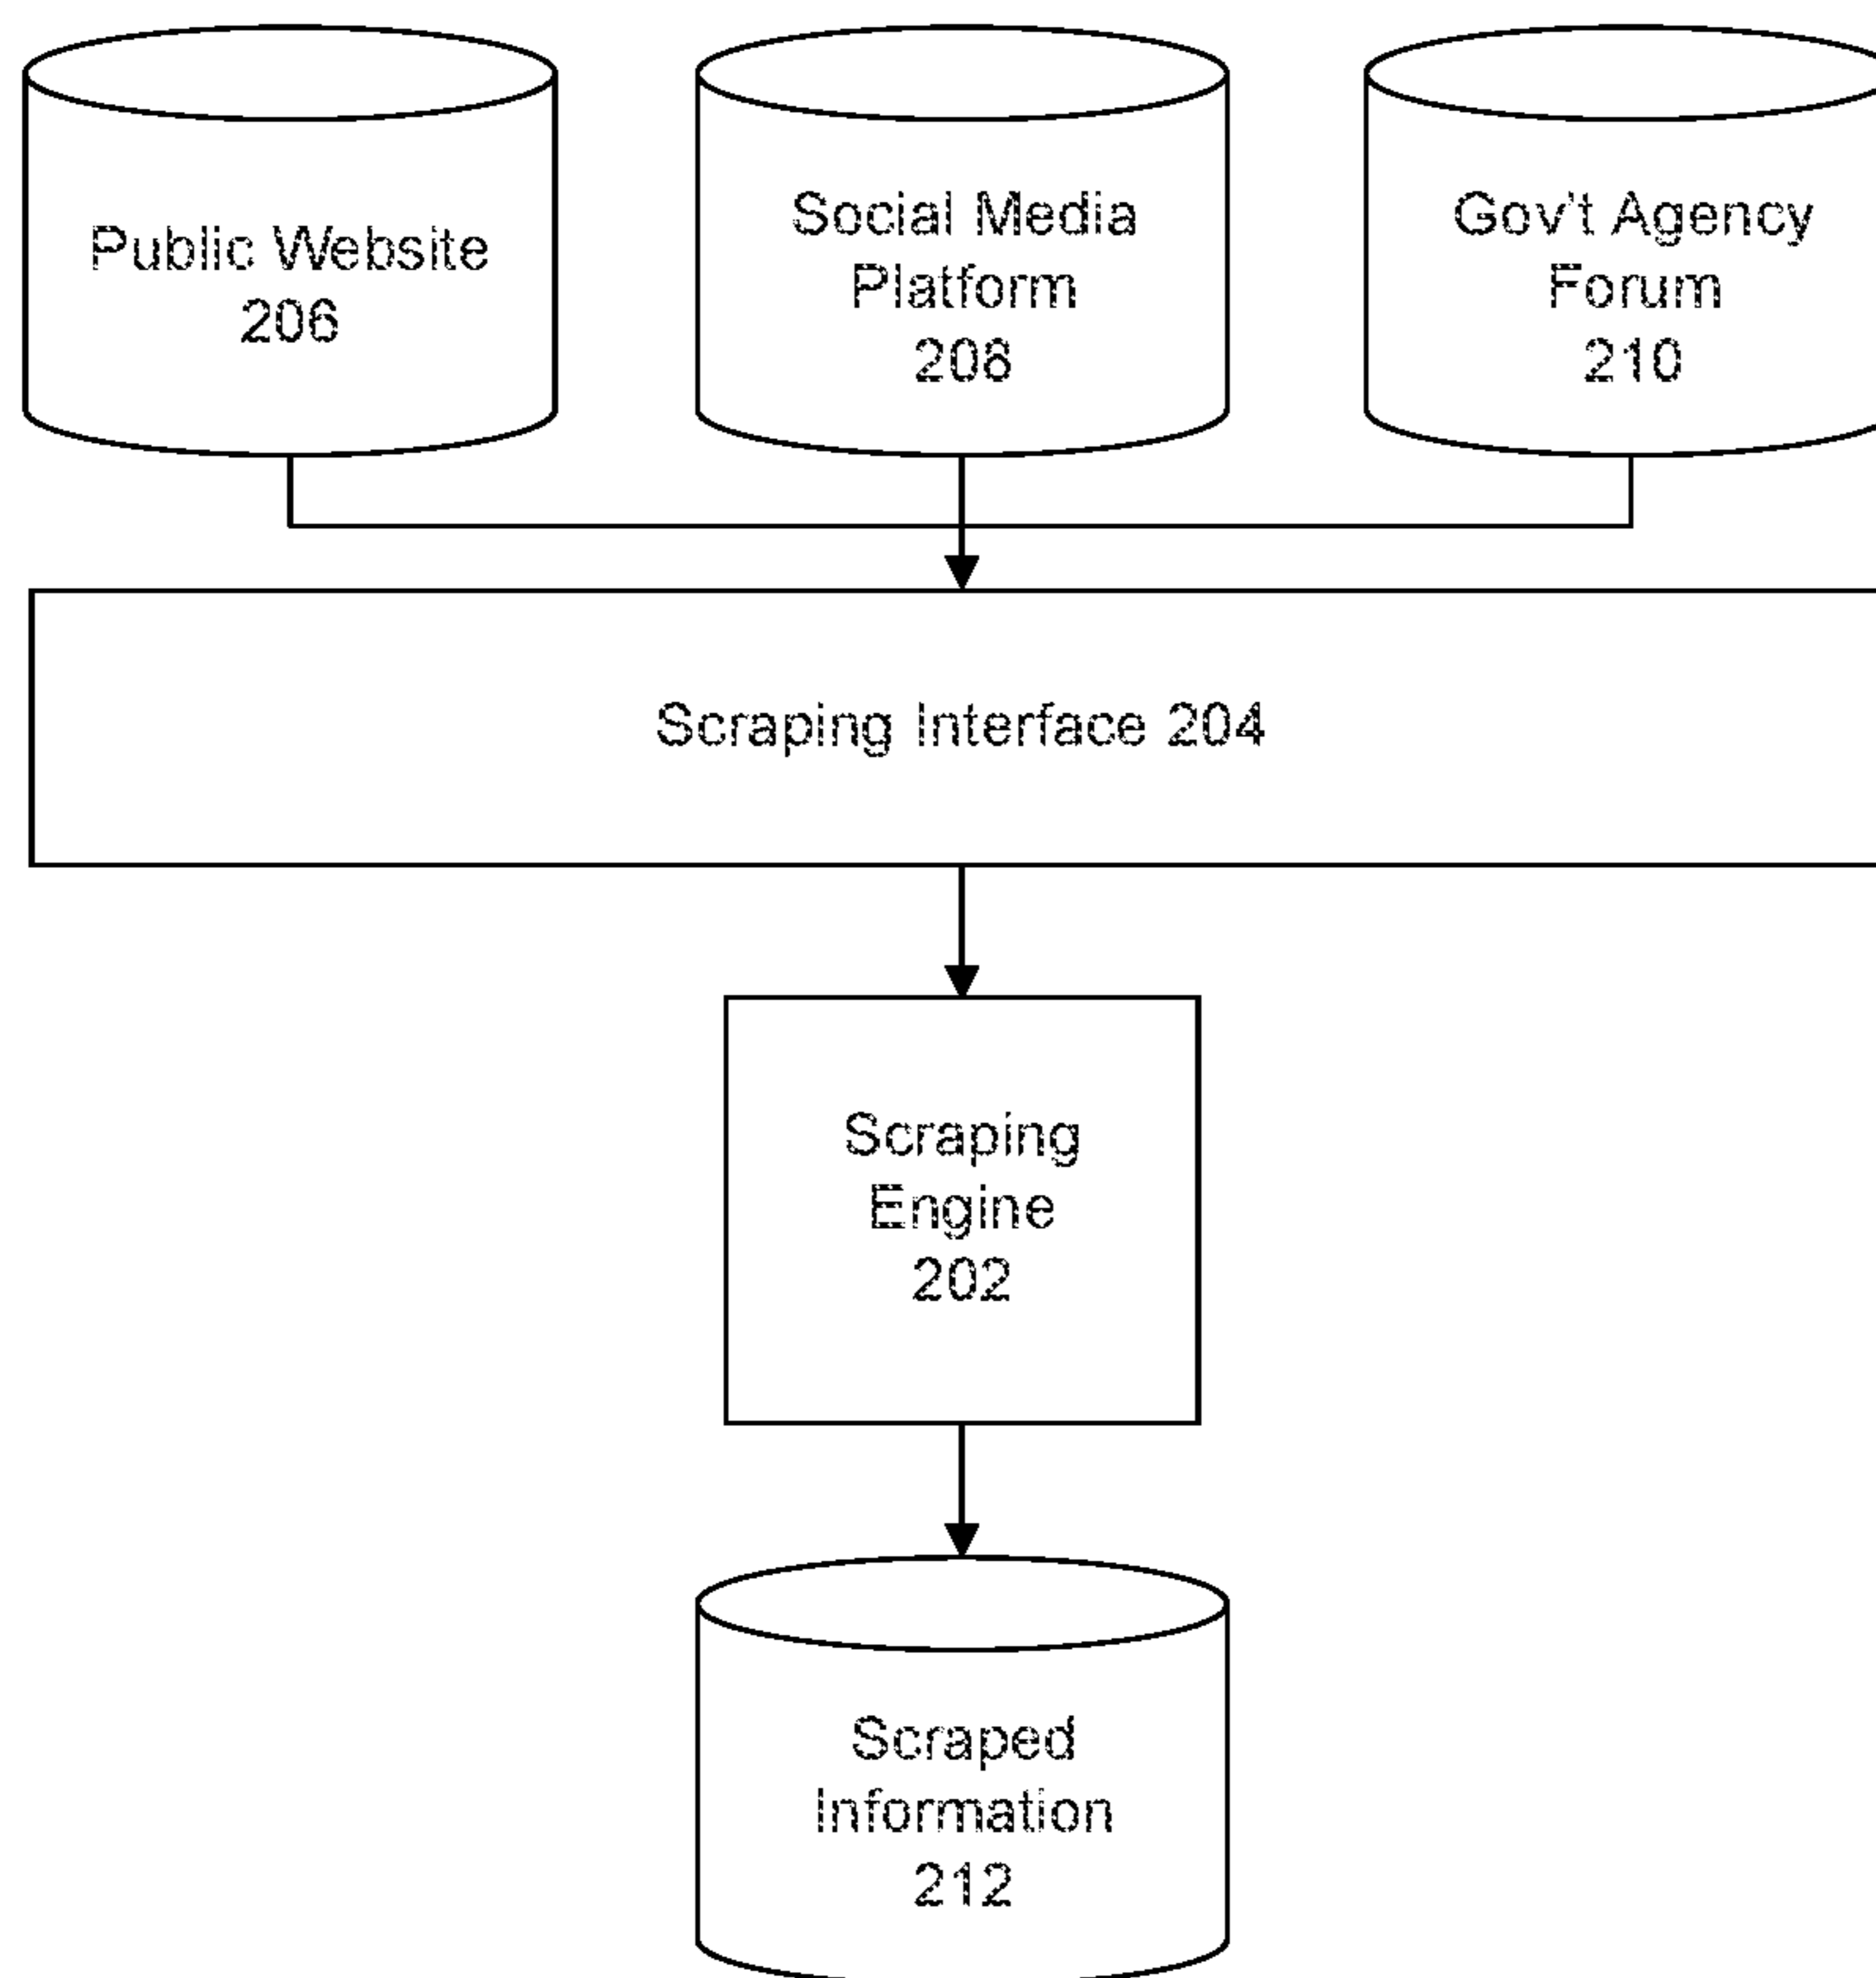 Public Website
206
Social Media
Platform
208
Gov't Agency
Forum
210
Scraping Interface 204
Scraping
Engine
202
Scraped
Information
212